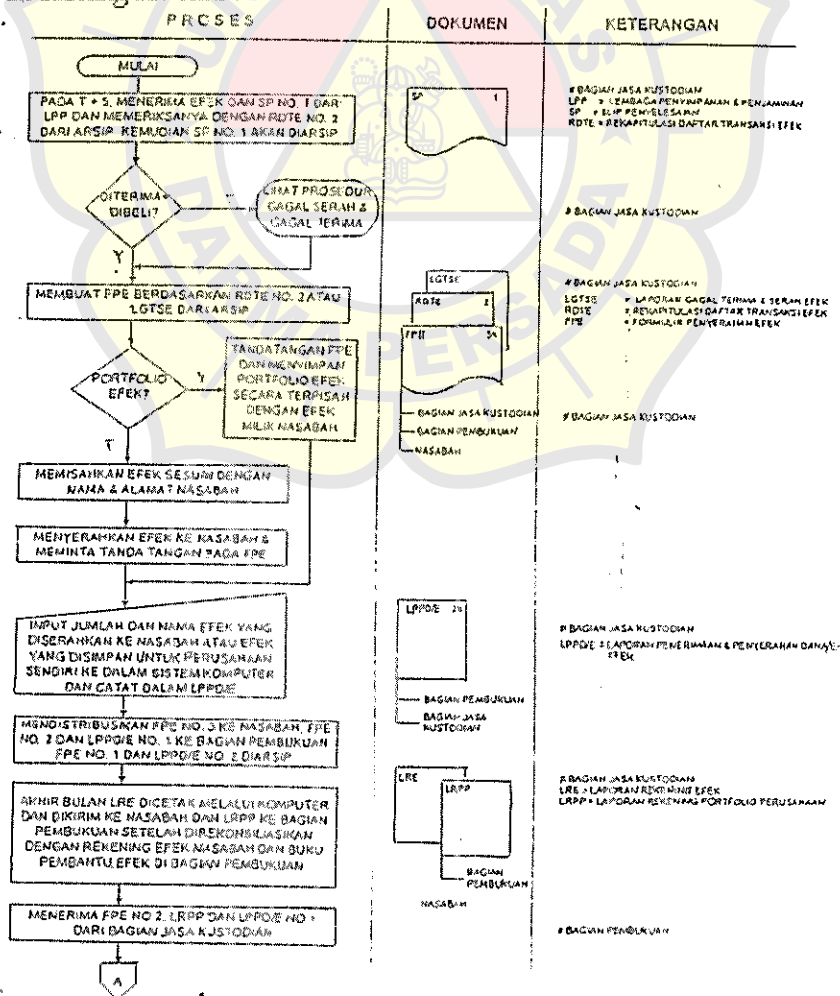 PROSES
DOKUMEN
KETERANGAN
MULAI
PADA T + 5, MENERIMA EFEK DAN SP NO. 1 DARI
LPP DAN MEMERIKSANYA DENGAN RDTE NO. 2
DARI ARSIP. KEMUDIAN SP NO. 1 AKAN DIARSIP
SP 1
# BAGIAN JASA KUSTODIAN
LPP = LEMBAGA PENYIMPANAN & PENJAMINAN
SP = SLIP PENYELESAIAN
RDTE = REKAPITULASI DAFTAR TRANSAKSI EFEK
DITERIMA=
DIBELI?
LIHAT PROSEDUR
GAGAL SERAH &
GAGAL TERIMA
# BAGIAN JASA KUSTODIAN
Y
MEMBUAT FPE BERDASARKAN RDTE NO. 2 ATAU
LGTSE DARI ARSIP
LGTSE
RDTE 2
FPE
# BAGIAN JASA KUSTODIAN
LGTSE = LAPORAN GAGAL TERIMA & SERAH EFEK
RDTE = REKAPITULASI DAFTAR TRANSAKSI EFEK
FPE = FORMULIR PENYERAHAN EFEK
PORTFOLIO
EFEK?
Y
TANDATANGAN FPE
DAN MENYIMPAN
PORTFOLIO EFEK
SECARA TERPISAH
DENGAN EFEK
MILIK NASABAH
BAGIAN JASA KUSTODIAN
BAGIAN PEMBUKUAN
NASABAH
# BAGIAN JASA KUSTODIAN
T
MEMISAHKAN EFEK SESUAI DENGAN
NAMA & ALAMAT NASABAH
MENYERAHKAN EFEK KE NASABAH &
MEMINTA TANDA TANGAN PADA FPE
INPUT JUMLAH DAN NAMA EFEK YANG
DISERAHKAN KE NASABAH ATAU EFEK
YANG DISIMPAN UNTUK PERUSAHAAN
SENDIRI KE DALAM SISTEM KOMPUTER
DAN CATAT DALAM LPPD/E
LPPD/E
BAGIAN PEMBUKUAN
BAGIAN JASA
KUSTODIAN
# BAGIAN JASA KUSTODIAN
LPPD/E = LAPORAN PENERIMAAN & PENYERAHAN DANA/E-
EFEK
MENDISTRIBUSIKAN FPE NO. 3 KE NASABAH, FPE
NO. 2 DAN LPPD/E NO. 1 KE BAGIAN PEMBUKUAN
FPE NO. 1 DAN LPPD/E NO. 2 DIARSIP
AKHIR BULAN LRE DICETAK MELALUI KOMPUTER
DAN DIKIRIM KE NASABAH DAN LRPP KE BAGIAN
PEMBUKUAN SETELAH DIREKONSILIASIKAN
DENGAN REKENING EFEK NASABAH DAN BUKU
PEMBANTU EFEK DI BAGIAN PEMBUKUAN
LRE
LRPP
BAGIAN
PEMBUKUAN
NASABAH
# BAGIAN JASA KUSTODIAN
LRE = LAPORAN REKENING EFEK
LRPP = LAPORAN REKENING PORTFOLIO PERUSAHAAN
MENERIMA FPE NO 2, LRPP DAN LPPD/E NO 1
DARI BAGIAN JASA KUSTODIAN
# BAGIAN PEMBUKUAN
A
PERSADA